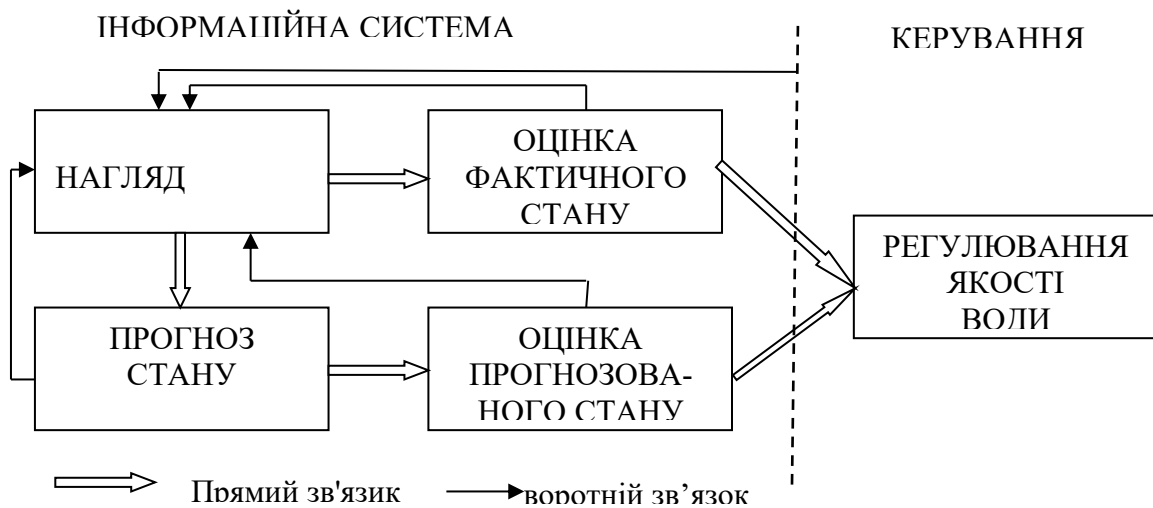 ІНФОРМАЦІЙНА СИСТЕМА
КЕРУВАННЯ
НАГЛЯД
ОЦІНКА
ФАКТИЧНОГО
СТАНУ
РЕГУЛЮВАННЯ
ЯКОСТІ
ВОДИ
ПРОГНОЗ
СТАНУ
ОЦІНКА
ПРОГНОЗОВА-
НОГО СТАНУ
Прямий зв'язик
воротній зв’язок